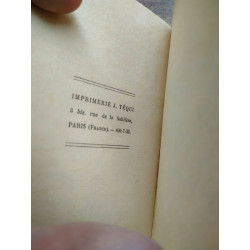 IMPRIMERIE J. TÉQUI
3 bis, rue de la Sablière,
PARIS (France). —